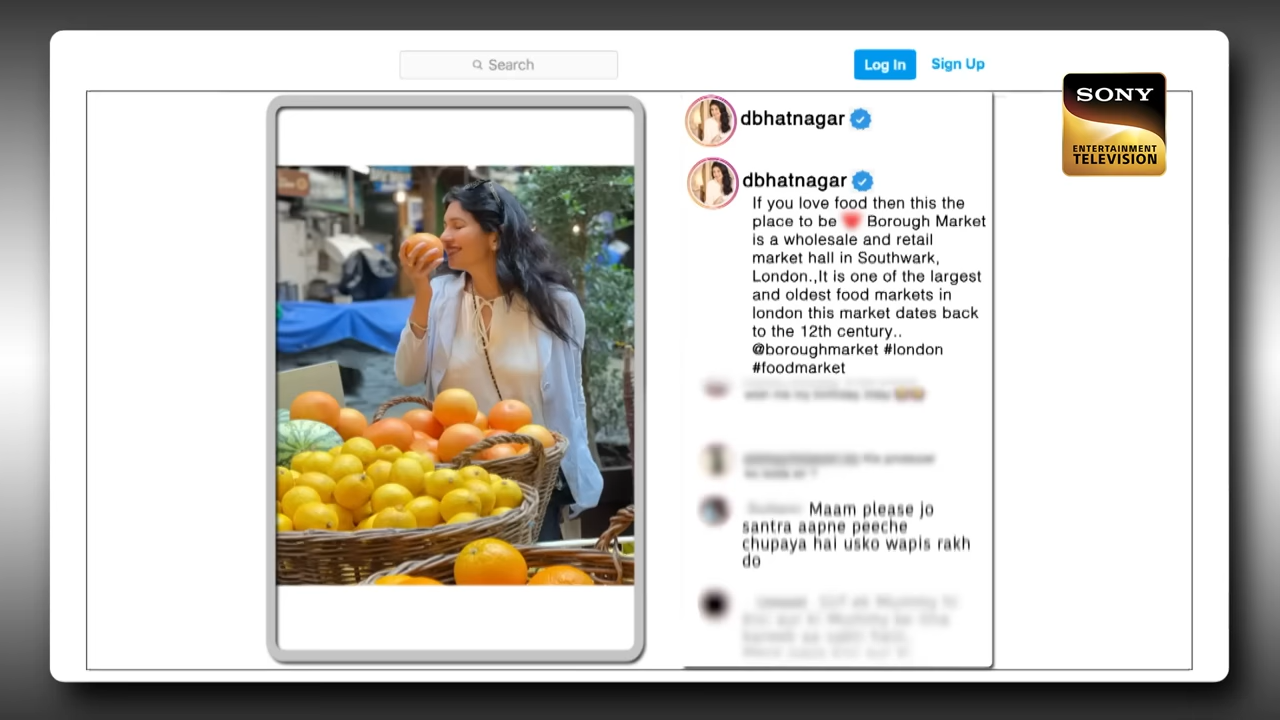 Search
Log In
Sign Up
SONY
ENTERTAINMENT
TELEVISION
dbhatnagar
dbhatnagar
If you love food then this the
place to be Borough Market
is a wholesale and retail
market hall in Southwark,
London.,It is one of the largest
and oldest food markets in
london this market dates back
to the 12th century..
@boroughmarket #london
#foodmarket
Maam please jo
santra aapne peeche
chupaya hai usko wapis rakh
do